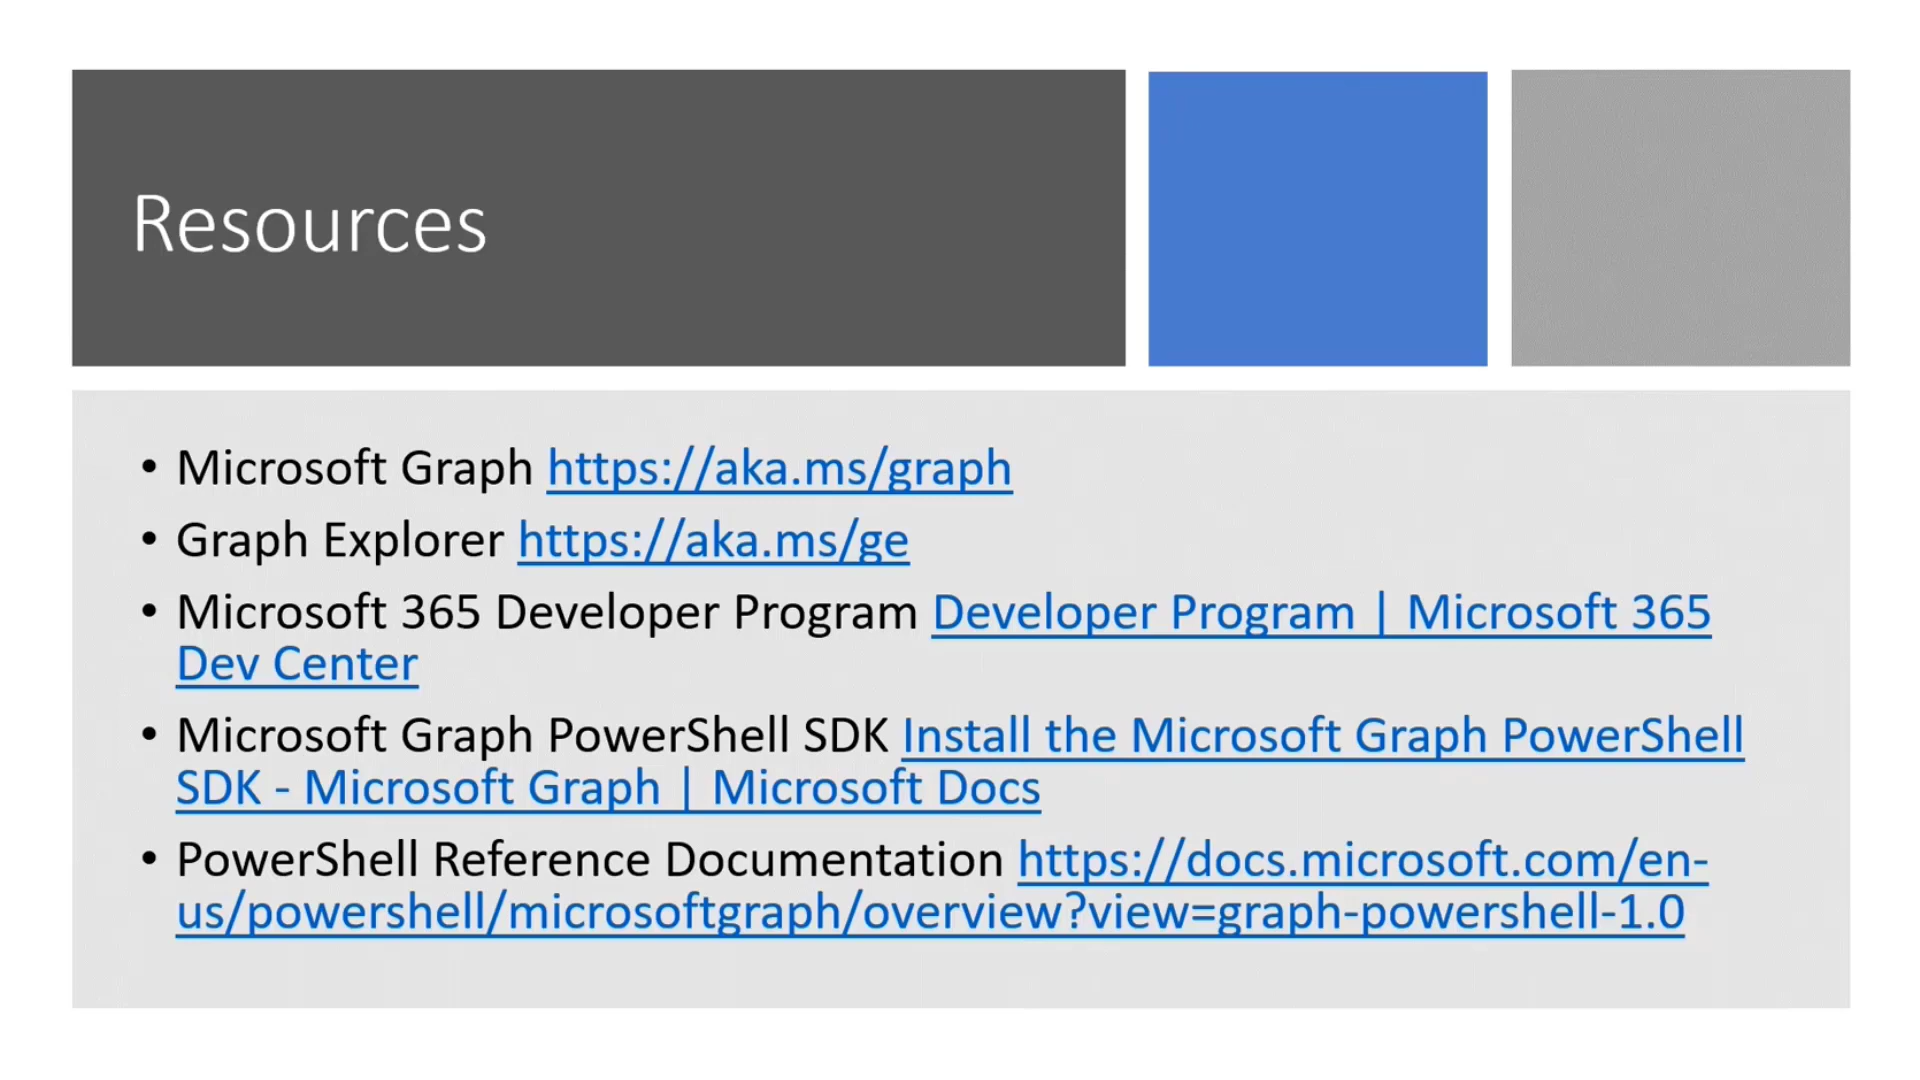 Resources
• Microsoft Graph https://aka.ms/graph
• Graph Explorer https://aka.ms/ge
• Microsoft 365 Developer Program Developer Program | Microsoft 365
Dev Center
• Microsoft Graph PowerShell SDK Install the Microsoft Graph PowerShell
SDK - Microsoft Graph | Microsoft Docs
• PowerShell Reference Documentation https://docs.microsoft.com/en-
us/powershell/microsoftgraph/overview?view=graph-powershell-1.0